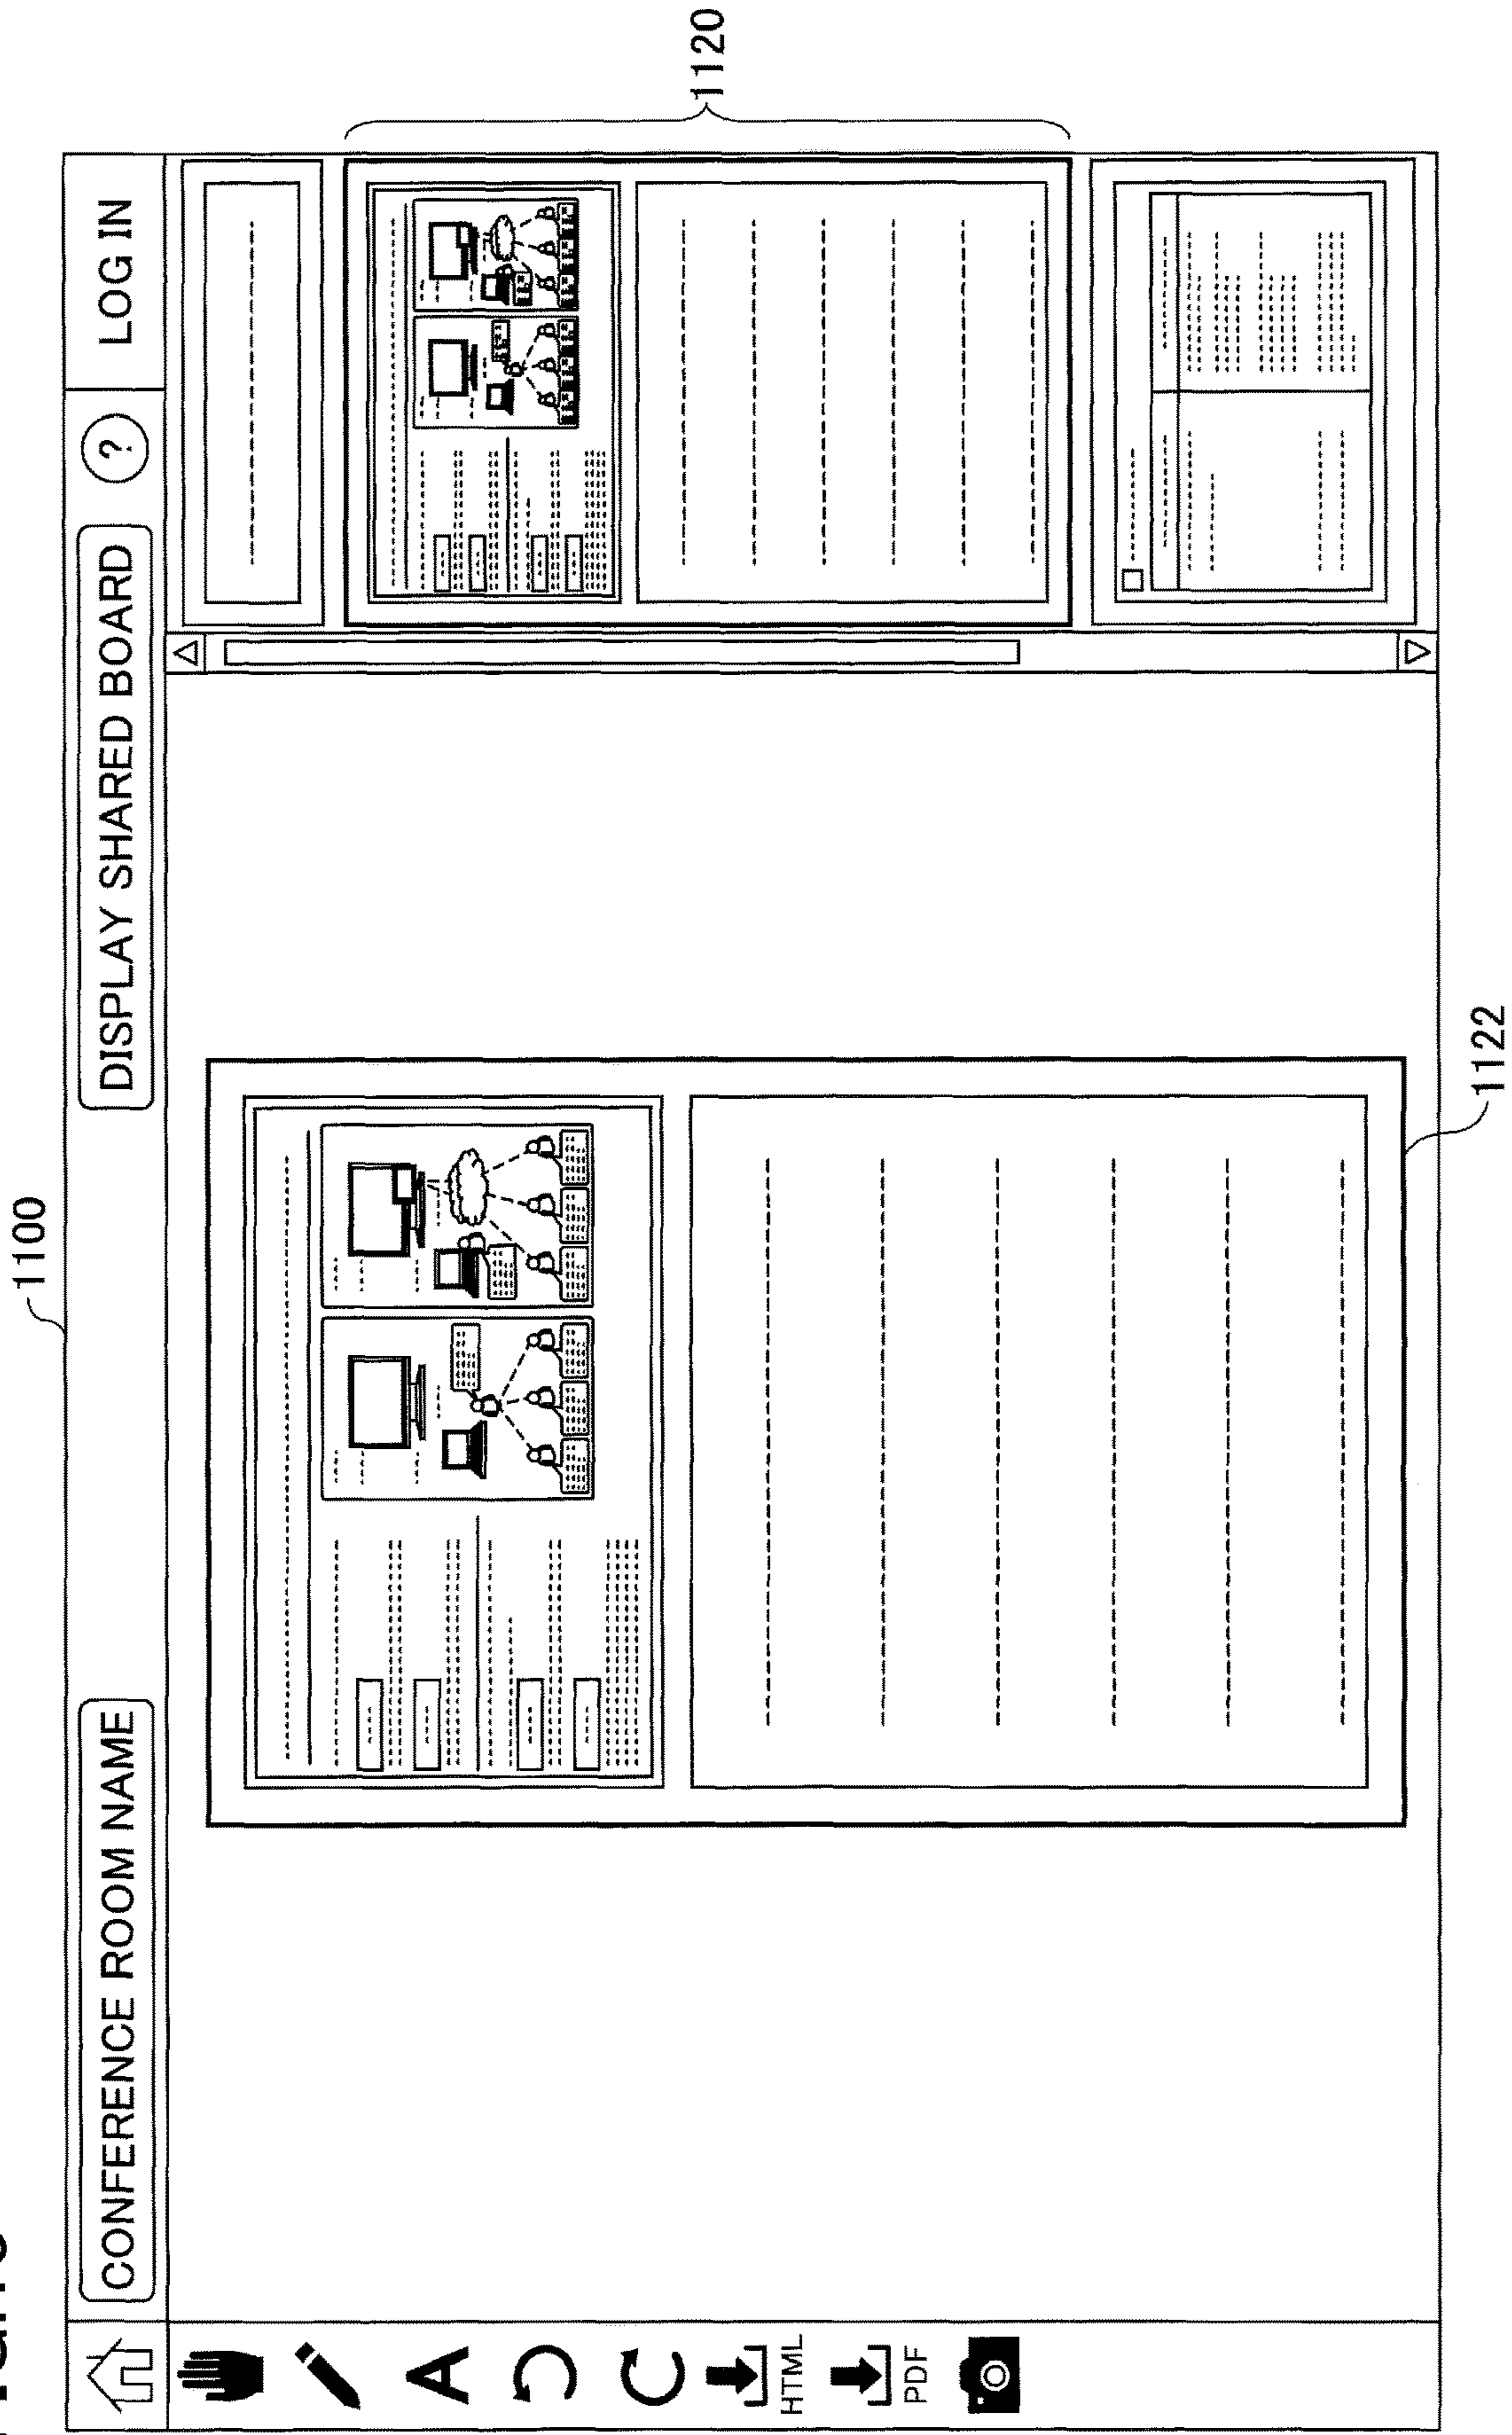 1100
CONFERENCE ROOM NAME
DISPLAY SHARED BOARD
?
LOG IN
A
HTML
PDF
1120
1122